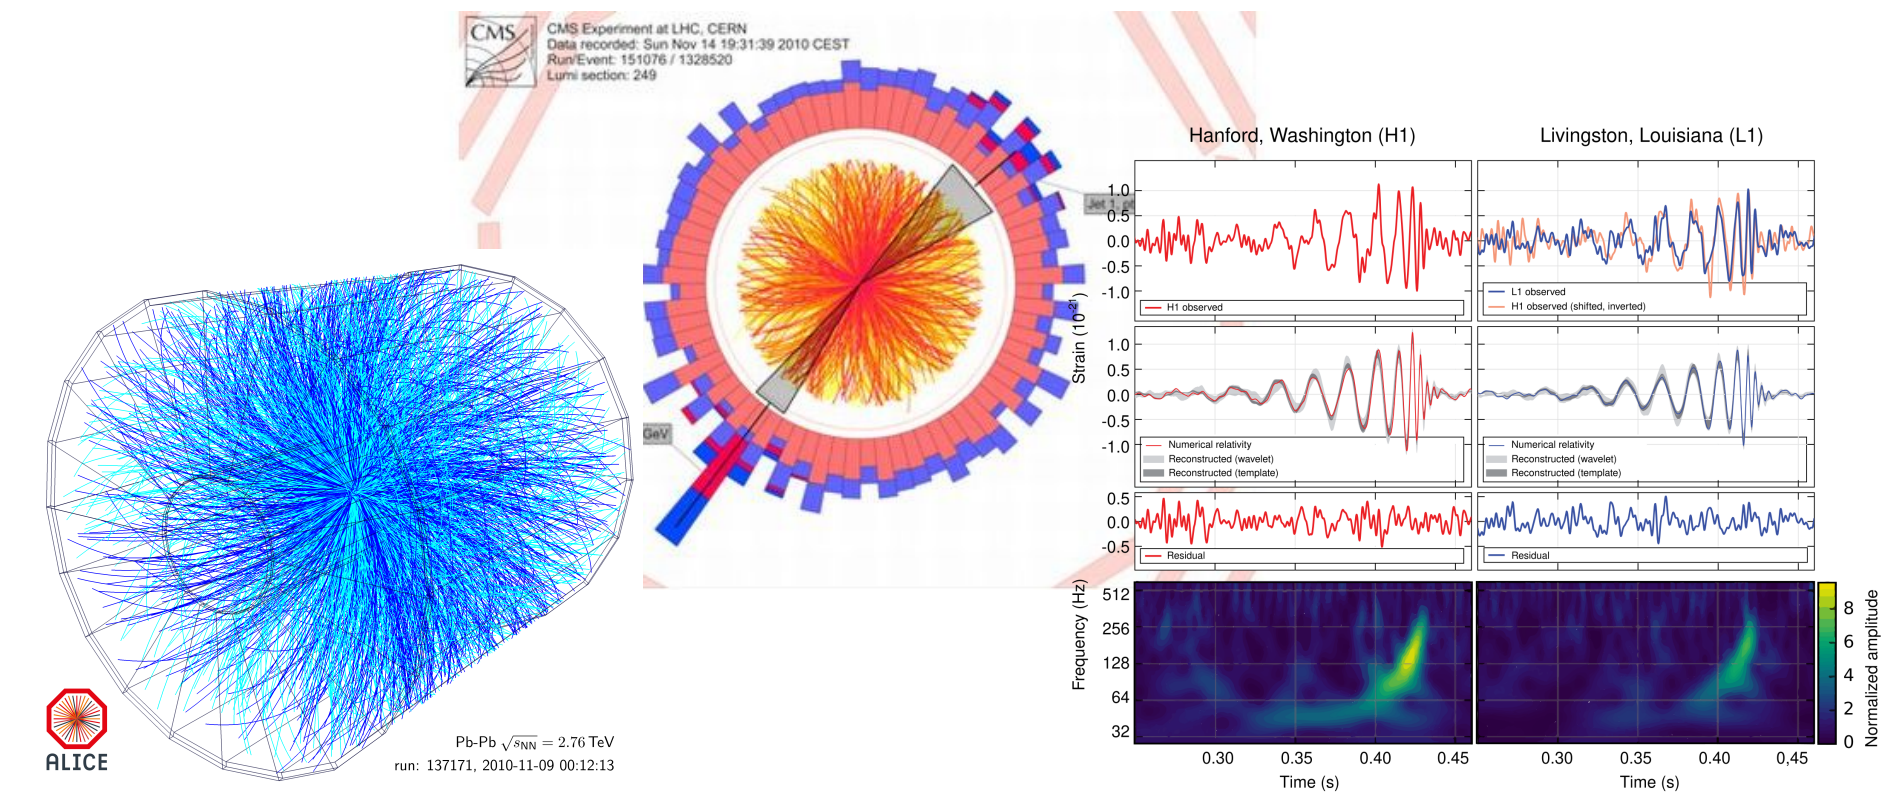 CMS
CMS Experiment at LHC, CERN
Data recorded: Sun Nov 14 19:31:39 2010 CEST
Run/Event: 151076 / 1328520
Lumi section: 249
Jet 1, pt
GeV
ALICE
Pb-Pb √sNN = 2.76 TeV
run: 137171, 2010-11-09 00:12:13
Hanford, Washington (H1)
Livingston, Louisiana (L1)
Strain (10⁻²¹)
1.0
0.5
0.0
-0.5
-1.0
H1 observed
L1 observed
H1 observed (shifted, inverted)
1.0
0.5
0.0
-0.5
-1.0
Numerical relativity
Reconstructed (wavelet)
Reconstructed (template)
Numerical relativity
Reconstructed (wavelet)
Reconstructed (template)
0.5
0.0
-0.5
Residual
Residual
Frequency (Hz)
512
256
128
64
32
0.30 0.35 0.40 0.45
Time (s)
0.30 0.35 0.40 0,45
Time (s)
8
6
4
2
0
Normalized amplitude